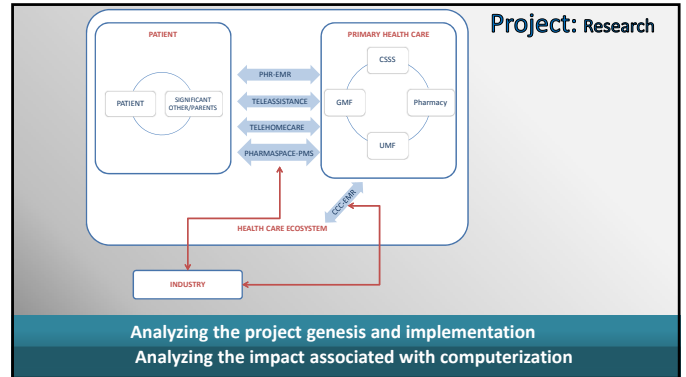 Project: Research
PATIENT
PRIMARY HEALTH CARE
PATIENT
SIGNIFICANT
OTHER/PARENTS
PHR-EMR
TELEASSISTANCE
TELEHOMECARE
PHARMASPACE-PMS
CSSS
GMF
Pharmacy
UMF
CCC-EMR
HEALTH CARE ECOSYSTEM
INDUSTRY
Analyzing the project genesis and implementation
Analyzing the impact associated with computerization